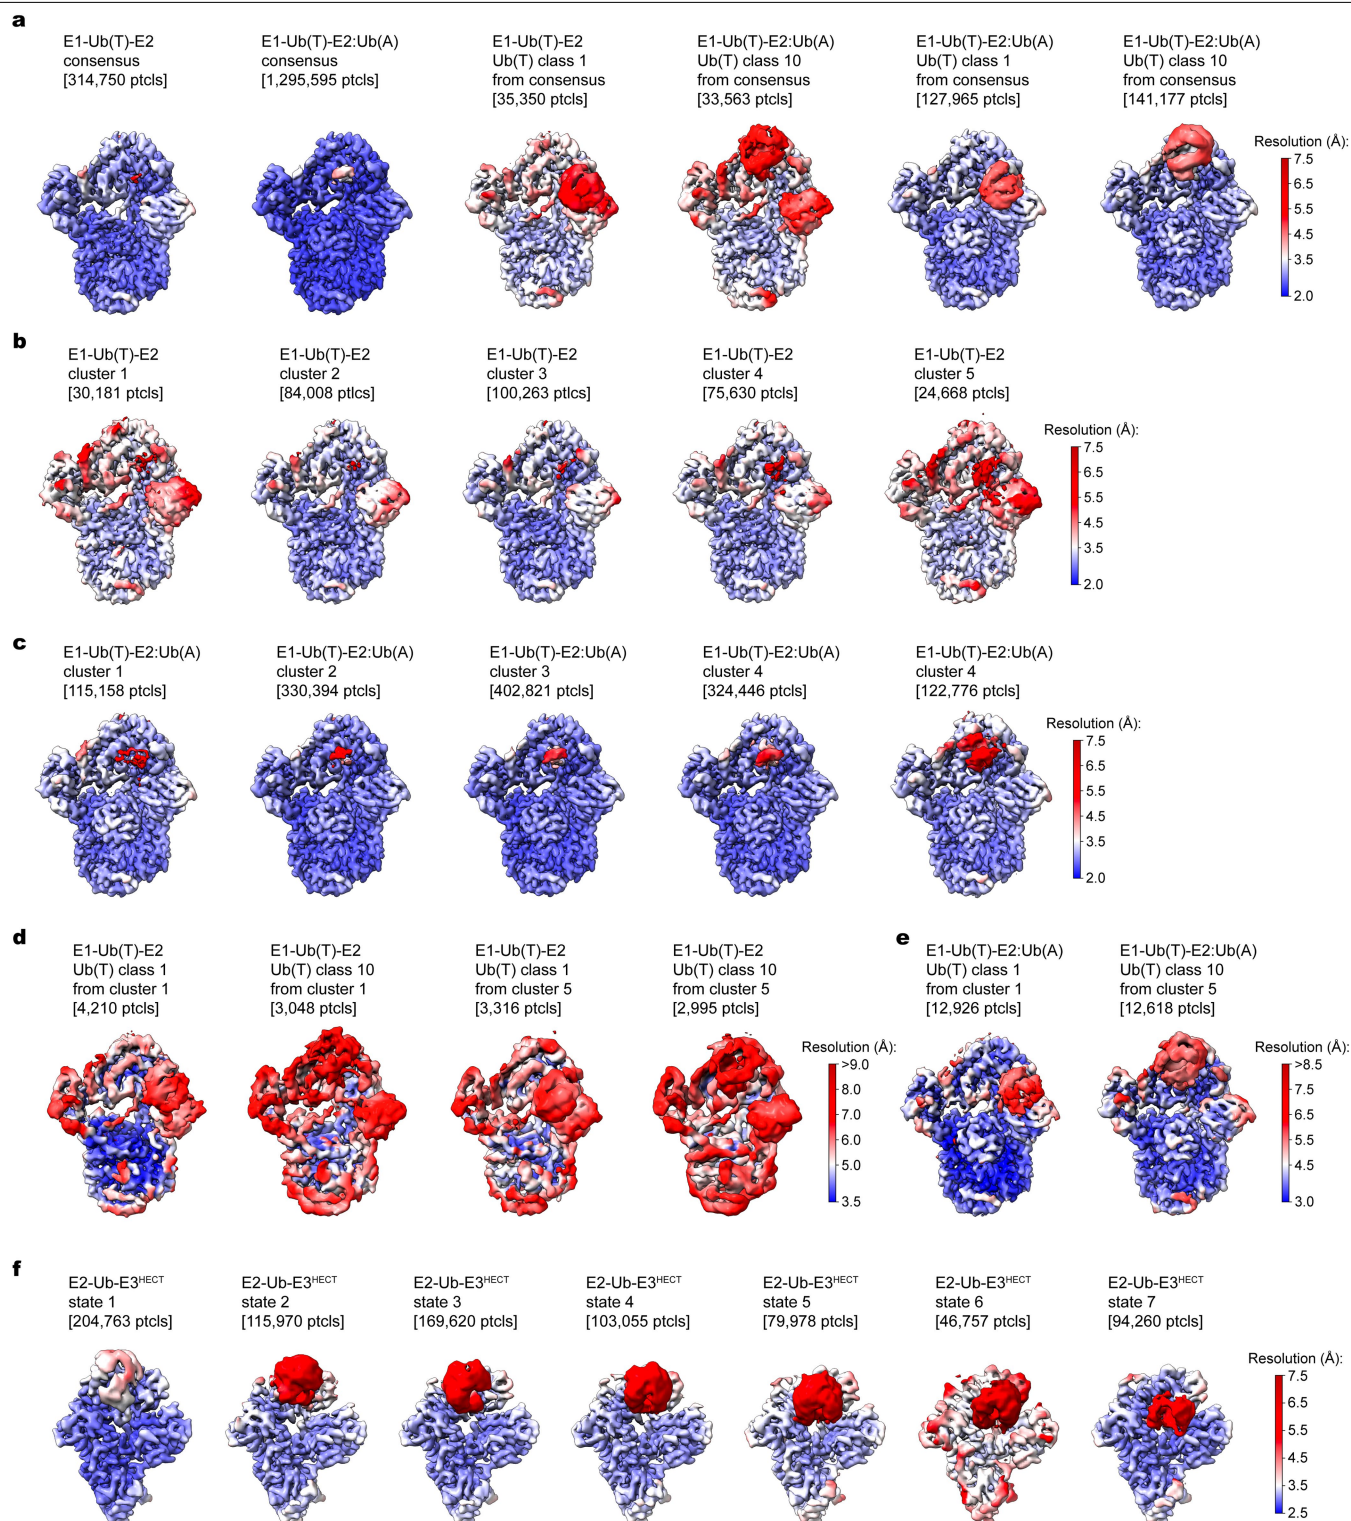 a
E1-Ub(T)-E2
consensus
[314,750 ptcls]
E1-Ub(T)-E2:Ub(A)
consensus
[1,295,595 ptcls]
E1-Ub(T)-E2
Ub(T) class 1
from consensus
[35,350 ptcls]
E1-Ub(T)-E2:Ub(A)
Ub(T) class 10
from consensus
[33,563 ptcls]
E1-Ub(T)-E2:Ub(A)
Ub(T) class 1
from consensus
[127,965 ptcls]
E1-Ub(T)-E2:Ub(A)
Ub(T) class 10
from consensus
[141,177 ptcls]
Resolution (Å):
7.5
6.5
5.5
4.5
3.5
2.0
b
E1-Ub(T)-E2
cluster 1
[30,181 ptcls]
E1-Ub(T)-E2
cluster 2
[84,008 ptlcs]
E1-Ub(T)-E2
cluster 3
[100,263 ptlcs]
E1-Ub(T)-E2
cluster 4
[75,630 ptcls]
E1-Ub(T)-E2
cluster 5
[24,668 ptcls]
Resolution (Å):
7.5
6.5
5.5
4.5
3.5
2.0
c
E1-Ub(T)-E2:Ub(A)
cluster 1
[115,158 ptcls]
E1-Ub(T)-E2:Ub(A)
cluster 2
[330,394 ptcls]
E1-Ub(T)-E2:Ub(A)
cluster 3
[402,821 ptcls]
E1-Ub(T)-E2:Ub(A)
cluster 4
[324,446 ptcls]
E1-Ub(T)-E2:Ub(A)
cluster 4
[122,776 ptcls]
Resolution (Å):
7.5
6.5
5.5
4.5
3.5
2.0
d
E1-Ub(T)-E2
Ub(T) class 1
from cluster 1
[4,210 ptcls]
E1-Ub(T)-E2
Ub(T) class 10
from cluster 1
[3,048 ptcls]
E1-Ub(T)-E2
Ub(T) class 1
from cluster 5
[3,316 ptcls]
E1-Ub(T)-E2
Ub(T) class 10
from cluster 5
[2,995 ptcls]
Resolution (Å):
>9.0
8.0
7.0
6.0
5.0
3.5
e
E1-Ub(T)-E2:Ub(A)
Ub(T) class 1
from cluster 1
[12,926 ptcls]
E1-Ub(T)-E2:Ub(A)
Ub(T) class 10
from cluster 5
[12,618 ptcls]
Resolution (Å):
>8.5
7.5
6.5
5.5
4.5
3.0
f
E2-Ub-E3HECT
state 1
[204,763 ptcls]
E2-Ub-E3HECT
state 2
[115,970 ptcls]
E2-Ub-E3HECT
state 3
[169,620 ptcls]
E2-Ub-E3HECT
state 4
[103,055 ptcls]
E2-Ub-E3HECT
state 5
[79,978 ptcls]
E2-Ub-E3HECT
state 6
[46,757 ptcls]
E2-Ub-E3HECT
state 7
[94,260 ptcls]
Resolution (Å):
7.5
6.5
5.5
4.5
3.5
2.5